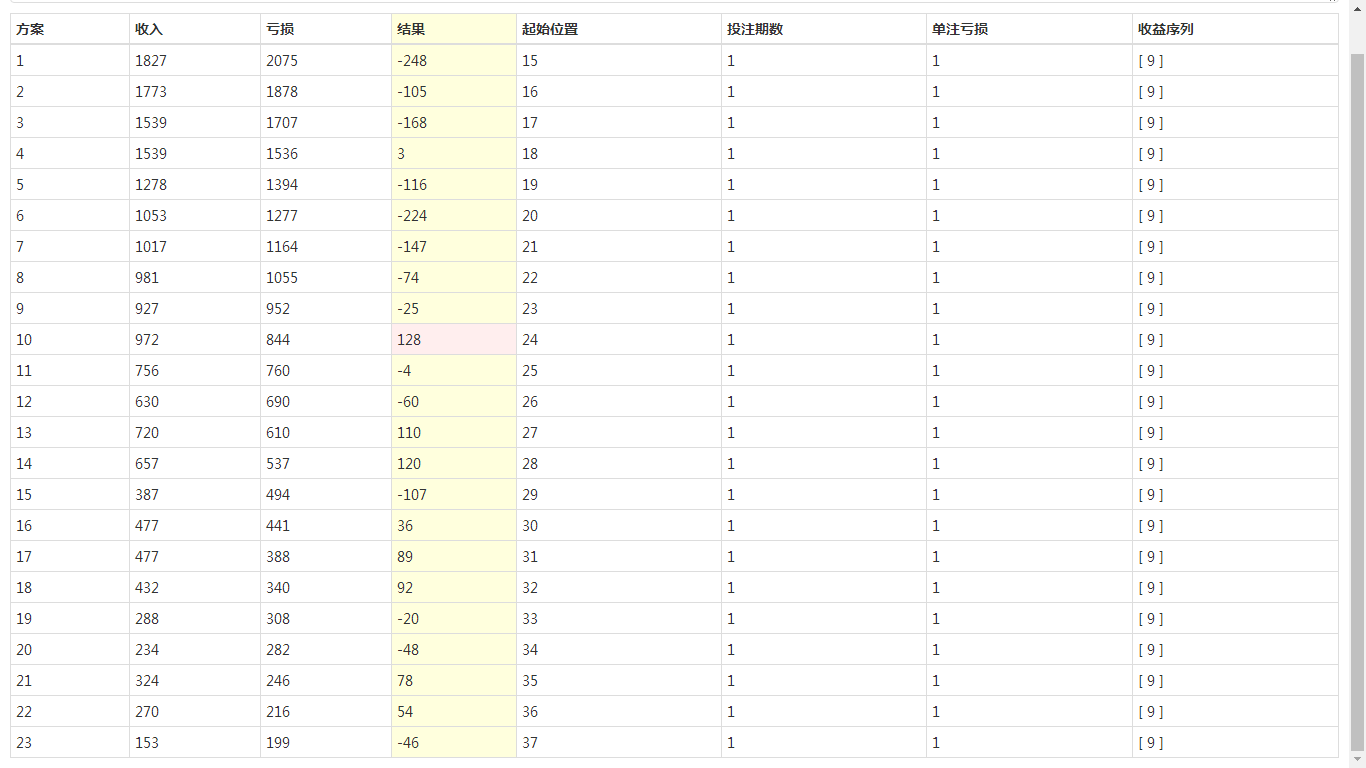 方案 收入 亏损 结果 起始位置 投注期数 单注亏损 收益序列
1 1827 2075 -248 15 1 1 [ 9 ]
2 1773 1878 -105 16 1 1 [ 9 ]
3 1539 1707 -168 17 1 1 [ 9 ]
4 1539 1536 3 18 1 1 [ 9 ]
5 1278 1394 -116 19 1 1 [ 9 ]
6 1053 1277 -224 20 1 1 [ 9 ]
7 1017 1164 -147 21 1 1 [ 9 ]
8 981 1055 -74 22 1 1 [ 9 ]
9 927 952 -25 23 1 1 [ 9 ]
10 972 844 128 24 1 1 [ 9 ]
11 756 760 -4 25 1 1 [ 9 ]
12 630 690 -60 26 1 1 [ 9 ]
13 720 610 110 27 1 1 [ 9 ]
14 657 537 120 28 1 1 [ 9 ]
15 387 494 -107 29 1 1 [ 9 ]
16 477 441 36 30 1 1 [ 9 ]
17 477 388 89 31 1 1 [ 9 ]
18 432 340 92 32 1 1 [ 9 ]
19 288 308 -20 33 1 1 [ 9 ]
20 234 282 -48 34 1 1 [ 9 ]
21 324 246 78 35 1 1 [ 9 ]
22 270 216 54 36 1 1 [ 9 ]
23 153 199 -46 37 1 1 [ 9 ]